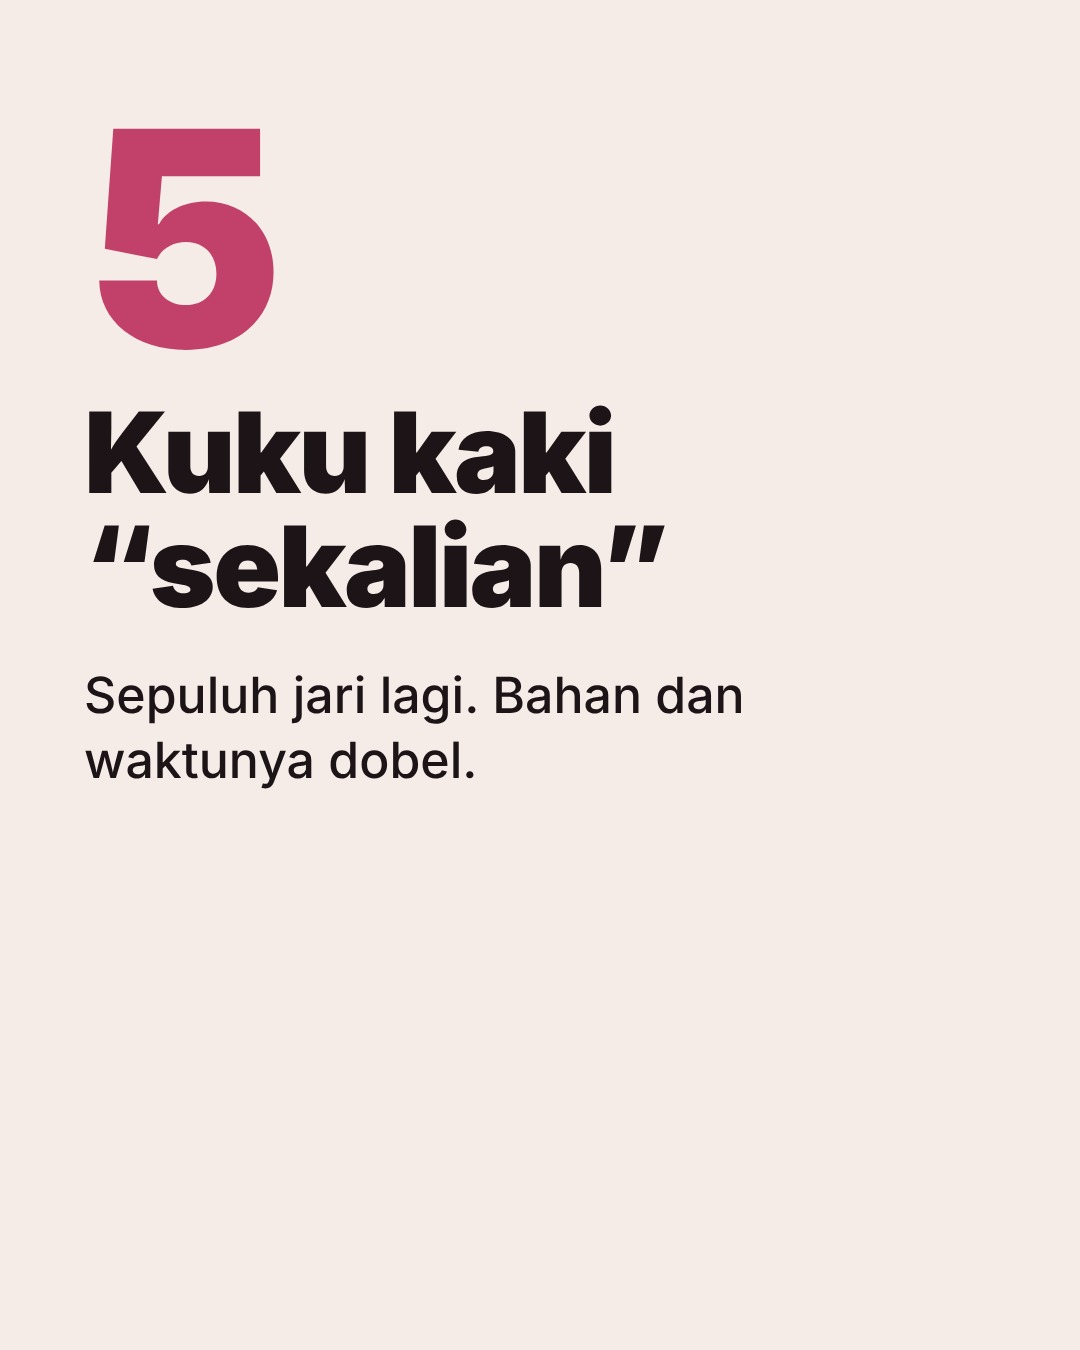 5
Kuku kaki
“sekalian”
Sepuluh jari lagi. Bahan dan
waktunya dobel.